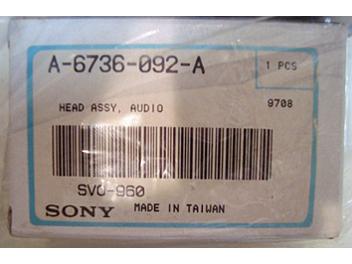 A-6736-092-A 1 PCS
HEAD ASSY, AUDIO 9708
SVO-960
SONY MADE IN TAIWAN